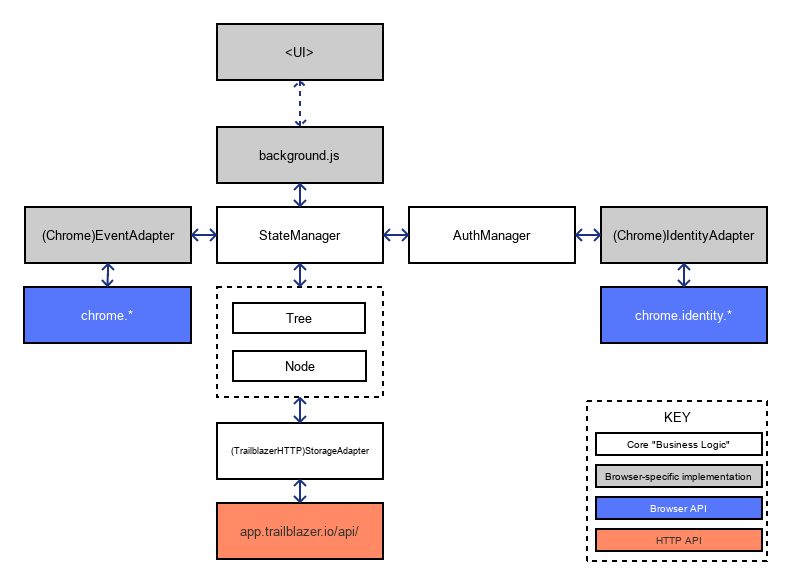 <UI>
background.js
(Chrome)EventAdapter
StateManager
AuthManager
(Chrome)IdentityAdapter
chrome.*
Tree
Node
chrome.identity.*
(TrailblazerHTTP)StorageAdapter
app.trailblazer.io/api/
KEY
Core "Business Logic"
Browser-specific implementation
Browser API
HTTP API